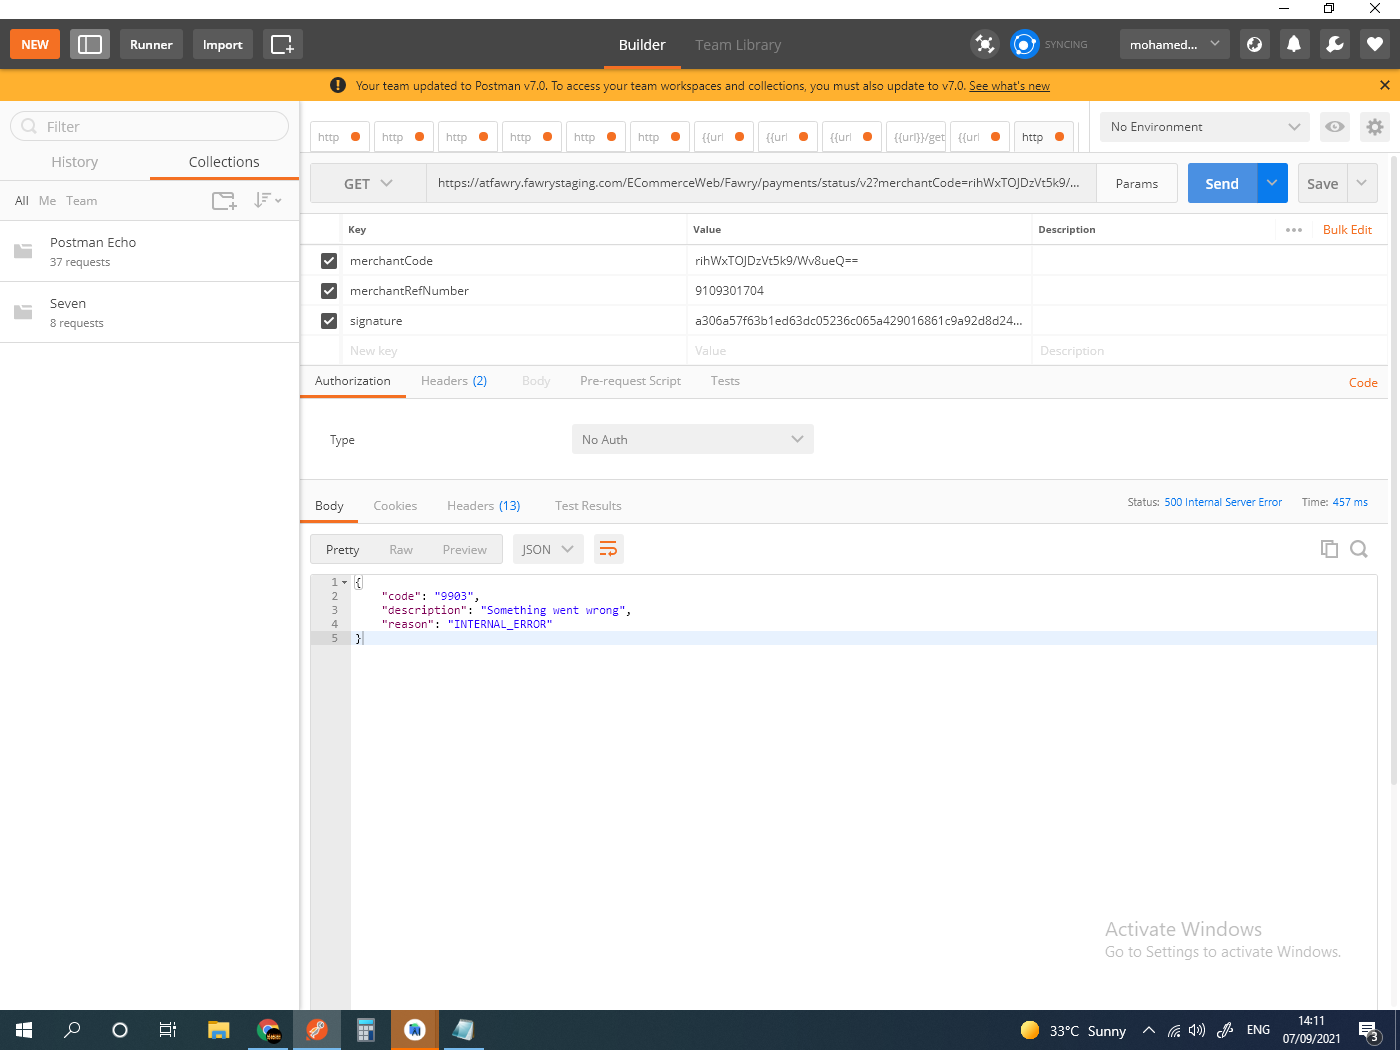 NEW
Runner
Import
Builder
Team Library
SYNCING
mohamed...
Your team updated to Postman v7.0. To access your team workspaces and collections, you must also update to v7.0. See what's new
Filter
History
Collections
All Me Team
Postman Echo
37 requests
Seven
8 requests
http
http
http
http
http
http
{{url
{{url
{{url
{{url}}/get
{{url
http
No Environment
GET
https://atfawry.fawrystaging.com/ECommerceWeb/Fawry/payments/status/v2?merchantCode=rihWxTOJDzVt5k9/...
Params
Send
Save
Key Value Description
Bulk Edit
merchantCode rihWxTOJDzVt5k9/Wv8ueQ==
merchantRefNumber 9109301704
signature a306a57f63b1ed63dc05236c065a429016861c9a92d8d24...
New key Value Description
Authorization Headers (2) Body Pre-request Script Tests
Code
Type
No Auth
Body Cookies Headers (13) Test Results
Status: 500 Internal Server Error Time: 457 ms
Pretty Raw Preview
JSON
1 {
2 "code": "9903",
3 "description": "Something went wrong",
4 "reason": "INTERNAL_ERROR"
5 }
Activate Windows
Go to Settings to activate Windows.
33°C Sunny
ENG
14:11
07/09/2021
3